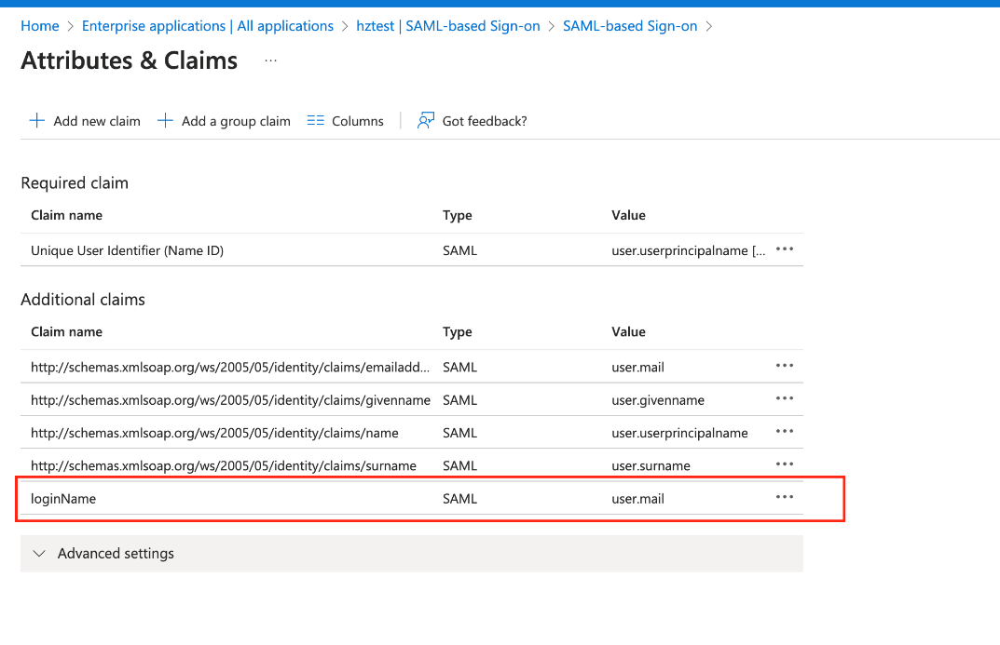 Home > Enterprise applications | All applications > hztest | SAML-based Sign-on > SAML-based Sign-on >
Attributes & Claims ...
Add new claim Add a group claim Columns Got feedback?
Required claim
Claim name Type Value
Unique User Identifier (Name ID) SAML user.userprincipalname [... •••
Additional claims
Claim name Type Value
http://schemas.xmlsoap.org/ws/2005/05/identity/claims/emailadd... SAML user.mail •••
http://schemas.xmlsoap.org/ws/2005/05/identity/claims/givenname SAML user.givenname •••
http://schemas.xmlsoap.org/ws/2005/05/identity/claims/name SAML user.userprincipalname •••
http://schemas.xmlsoap.org/ws/2005/05/identity/claims/surname SAML user.surname •••
loginName SAML user.mail •••
Advanced settings